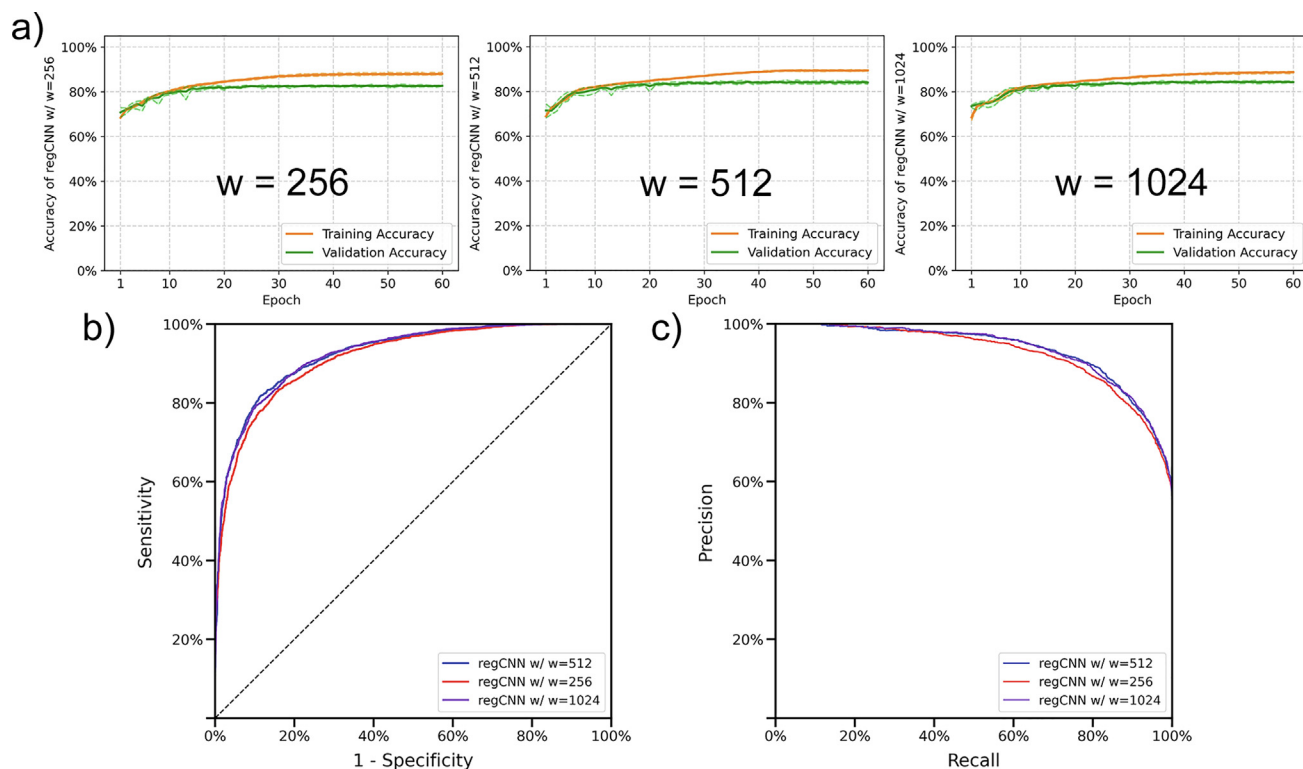 a)
Accuracy of regCNN w/ w=256
100%
80%
60%
40%
20%
0%
w = 256
Training Accuracy
Validation Accuracy
1 10 20 30 40 50 60
Epoch
Accuracy of regCNN w/ w=512
100%
80%
60%
40%
20%
0%
w = 512
Training Accuracy
Validation Accuracy
1 10 20 30 40 50 60
Epoch
Accuracy of regCNN w/ w=1024
100%
80%
60%
40%
20%
0%
w = 1024
Training Accuracy
Validation Accuracy
1 10 20 30 40 50 60
Epoch
b)
Sensitivity
100%
80%
60%
40%
20%
regCNN w/ w=512
regCNN w/ w=256
regCNN w/ w=1024
0% 20% 40% 60% 80% 100%
1 - Specificity
c)
Precision
100%
80%
60%
40%
20%
regCNN w/ w=512
regCNN w/ w=256
regCNN w/ w=1024
0% 20% 40% 60% 80% 100%
Recall